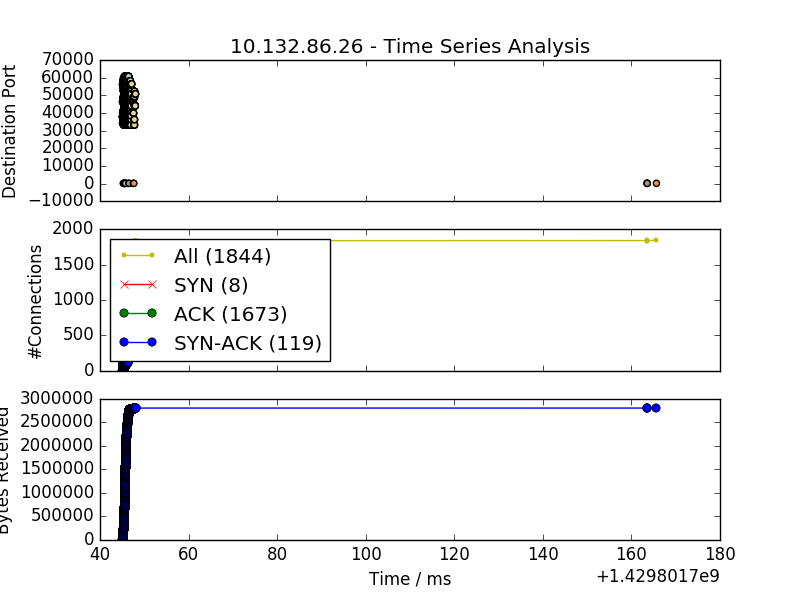 10.132.86.26 - Time Series Analysis
70000
60000
50000
40000
30000
20000
10000
0
−10000
Destination Port
2000
1500
1000
500
0
#Connections
All (1844)
SYN (8)
ACK (1673)
SYN-ACK (119)
3000000
2500000
2000000
1500000
1000000
500000
0
Bytes Received
40 60 80 100 120 140 160 180
Time / ms
+1.4298017e9